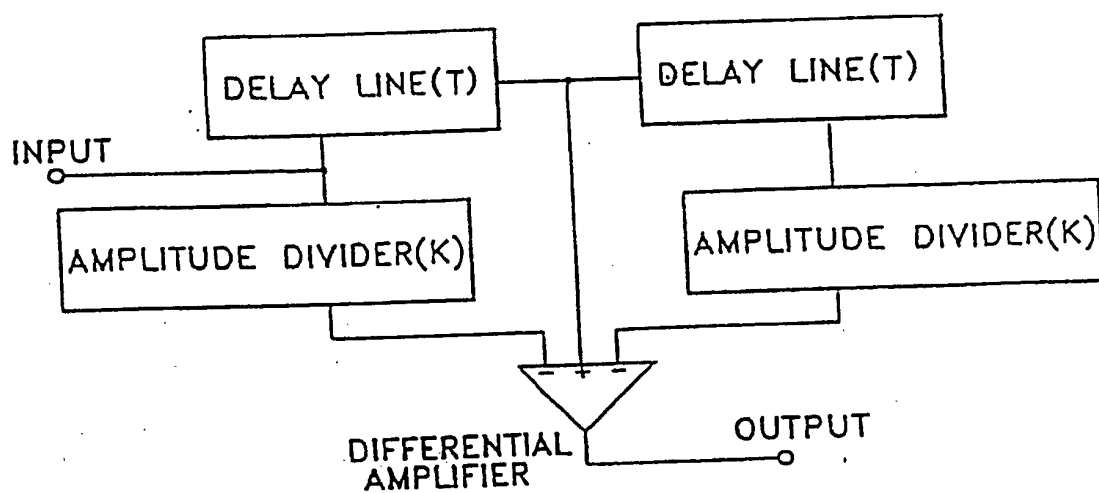 DELAY LINE(T)
DELAY LINE(T)
INPUT
AMPLITUDE DIVIDER(K)
AMPLITUDE DIVIDER(K)
− + −
DIFFERENTIAL
AMPLIFIER
OUTPUT